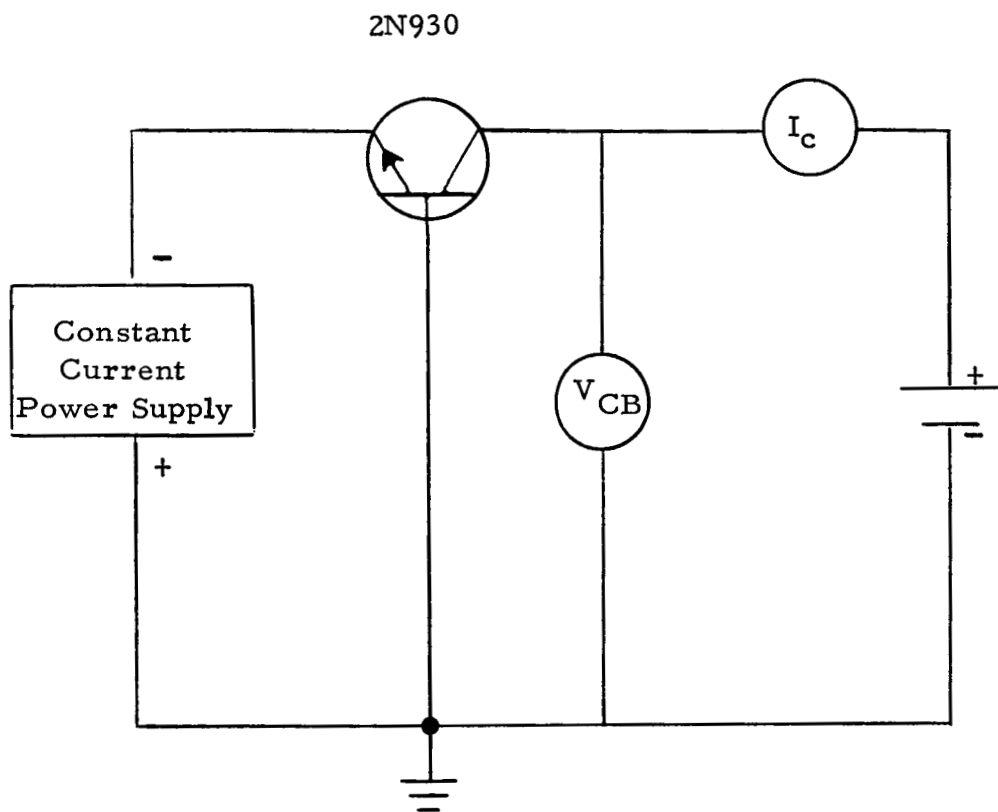 2N930
I_c
-
Constant
Current
Power Supply
+
V_CB
+
-